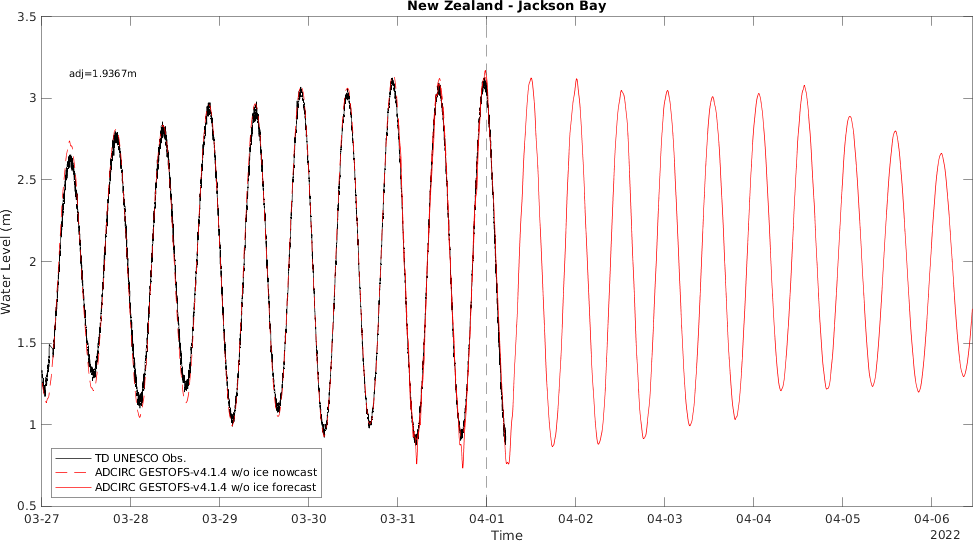 New Zealand - Jackson Bay
3.5
adj=1.9367m
3
2.5
2
1.5
1
0.5
Water Level (m)
TD UNESCO Obs.
ADCIRC GESTOFS-v4.1.4 w/o ice nowcast
ADCIRC GESTOFS-v4.1.4 w/o ice forecast
03-27 03-28 03-29 03-30 03-31 04-01 04-02 04-03 04-04 04-05 04-06
Time
2022